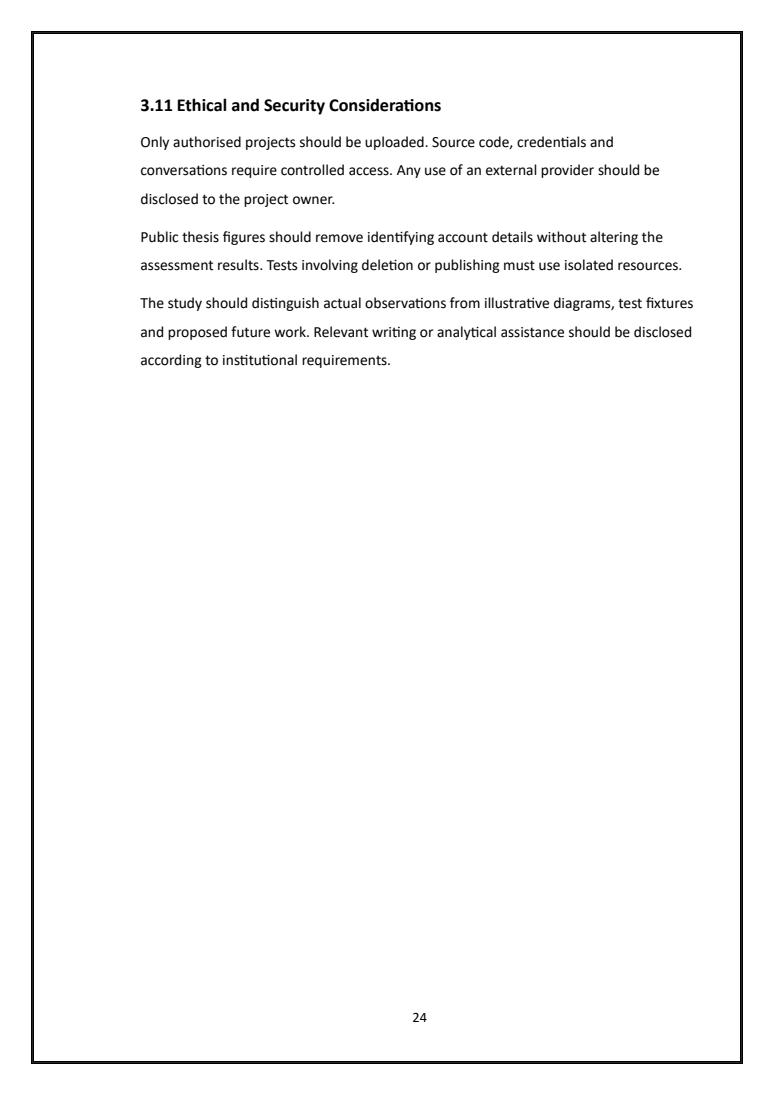 3.11 Ethical and Security Considerations
Only authorised projects should be uploaded. Source code, credentials and
conversations require controlled access. Any use of an external provider should be
disclosed to the project owner.
Public thesis figures should remove identifying account details without altering the
assessment results. Tests involving deletion or publishing must use isolated resources.
The study should distinguish actual observations from illustrative diagrams, test fixtures
and proposed future work. Relevant writing or analytical assistance should be disclosed
according to institutional requirements.
24